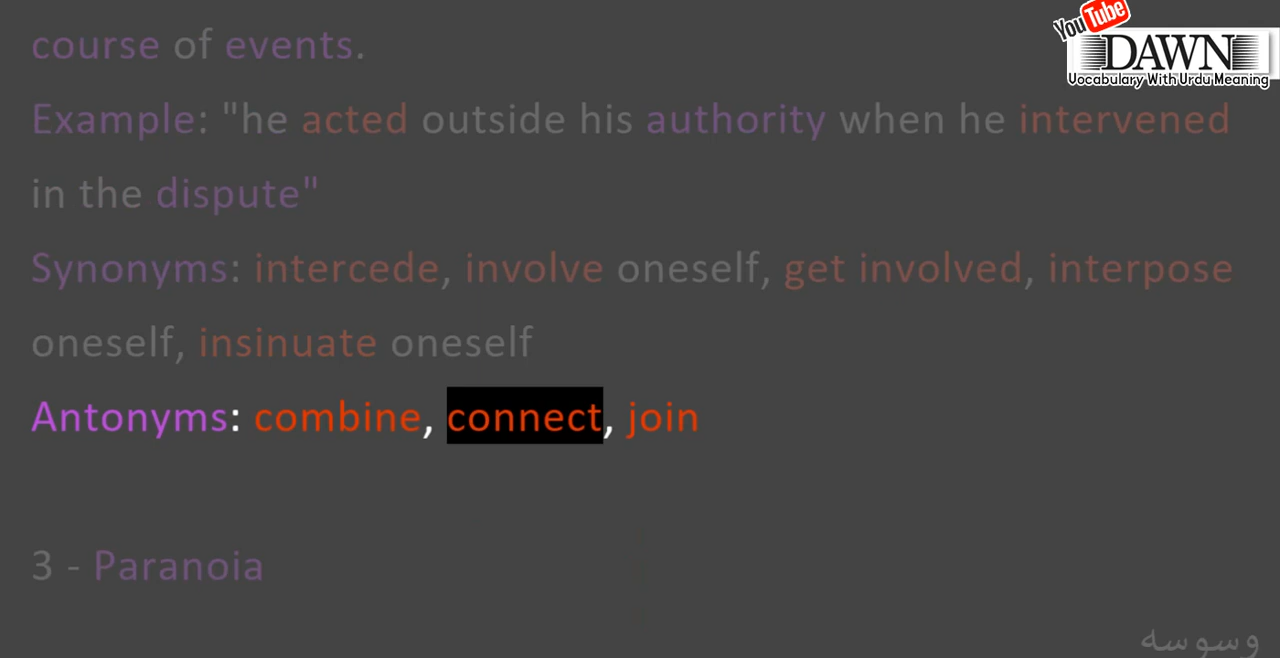 course of events.
YouTube
DAWN
Vocabulary With Urdu Meaning
Example: "he acted outside his authority when he intervened
in the dispute"
Synonyms: intercede, involve oneself, get involved, interpose
oneself, insinuate oneself
Antonyms: combine, connect, join
3 - Paranoia
وسوسه